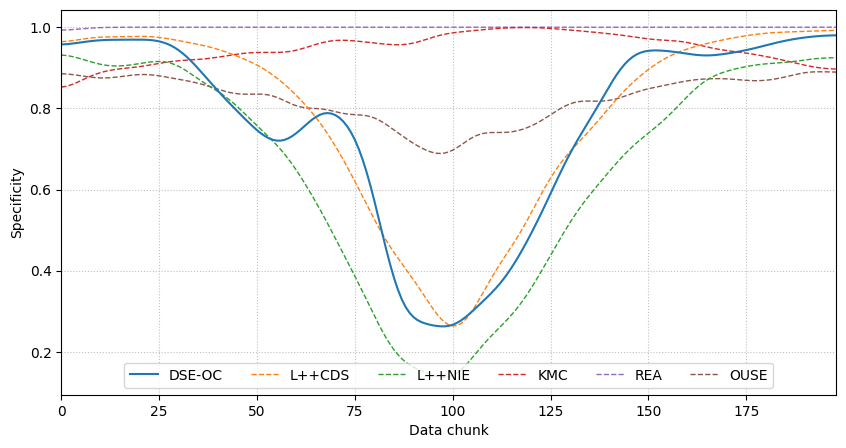 1.0
0.8
0.6
0.4
0.2
Specificity
DSE-OC L++CDS L++NIE KMC REA OUSE
0 25 50 75 100 125 150 175
Data chunk